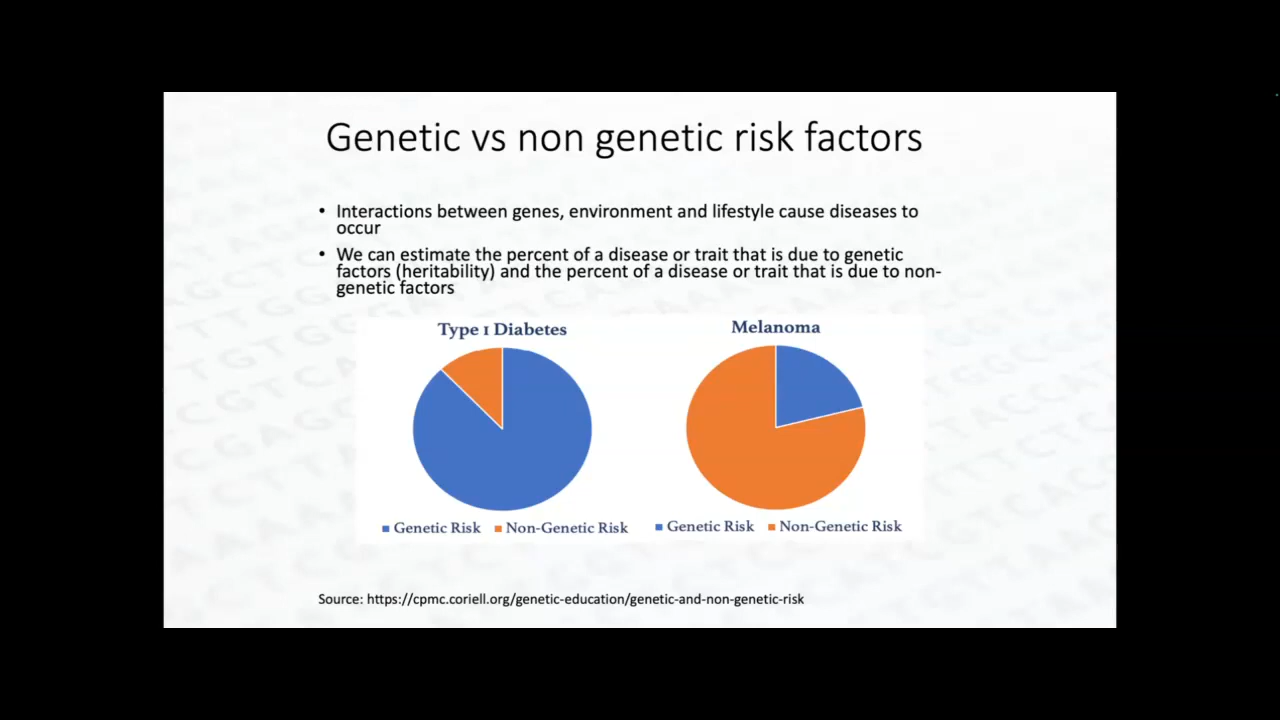 Genetic vs non genetic risk factors
• Interactions between genes, environment and lifestyle cause diseases to
occur
• We can estimate the percent of a disease or trait that is due to genetic
factors (heritability) and the percent of a disease or trait that is due to non-
genetic factors
Type 1 Diabetes
Genetic Risk Non-Genetic Risk
Melanoma
Genetic Risk Non-Genetic Risk
Source: https://cpmc.coriell.org/genetic-education/genetic-and-non-genetic-risk